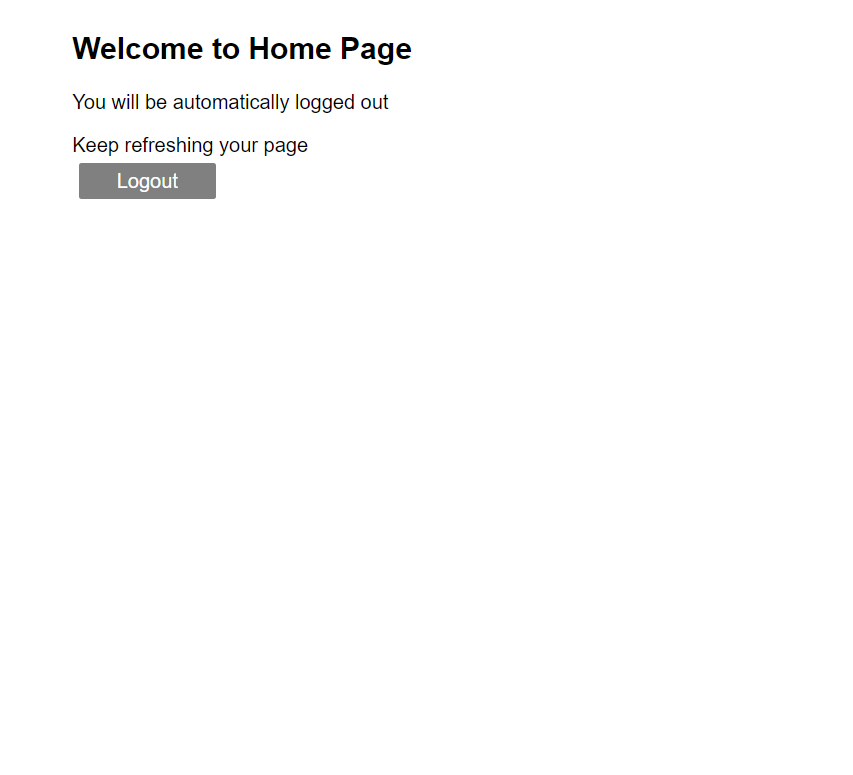 Welcome to Home Page
You will be automatically logged out
Keep refreshing your page
Logout